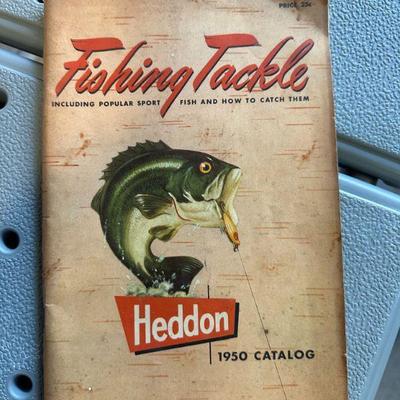 PRICE 25¢
Fishing Tackle
INCLUDING POPULAR SPORT FISH AND HOW TO CATCH THEM
Heddon
1950 CATALOG